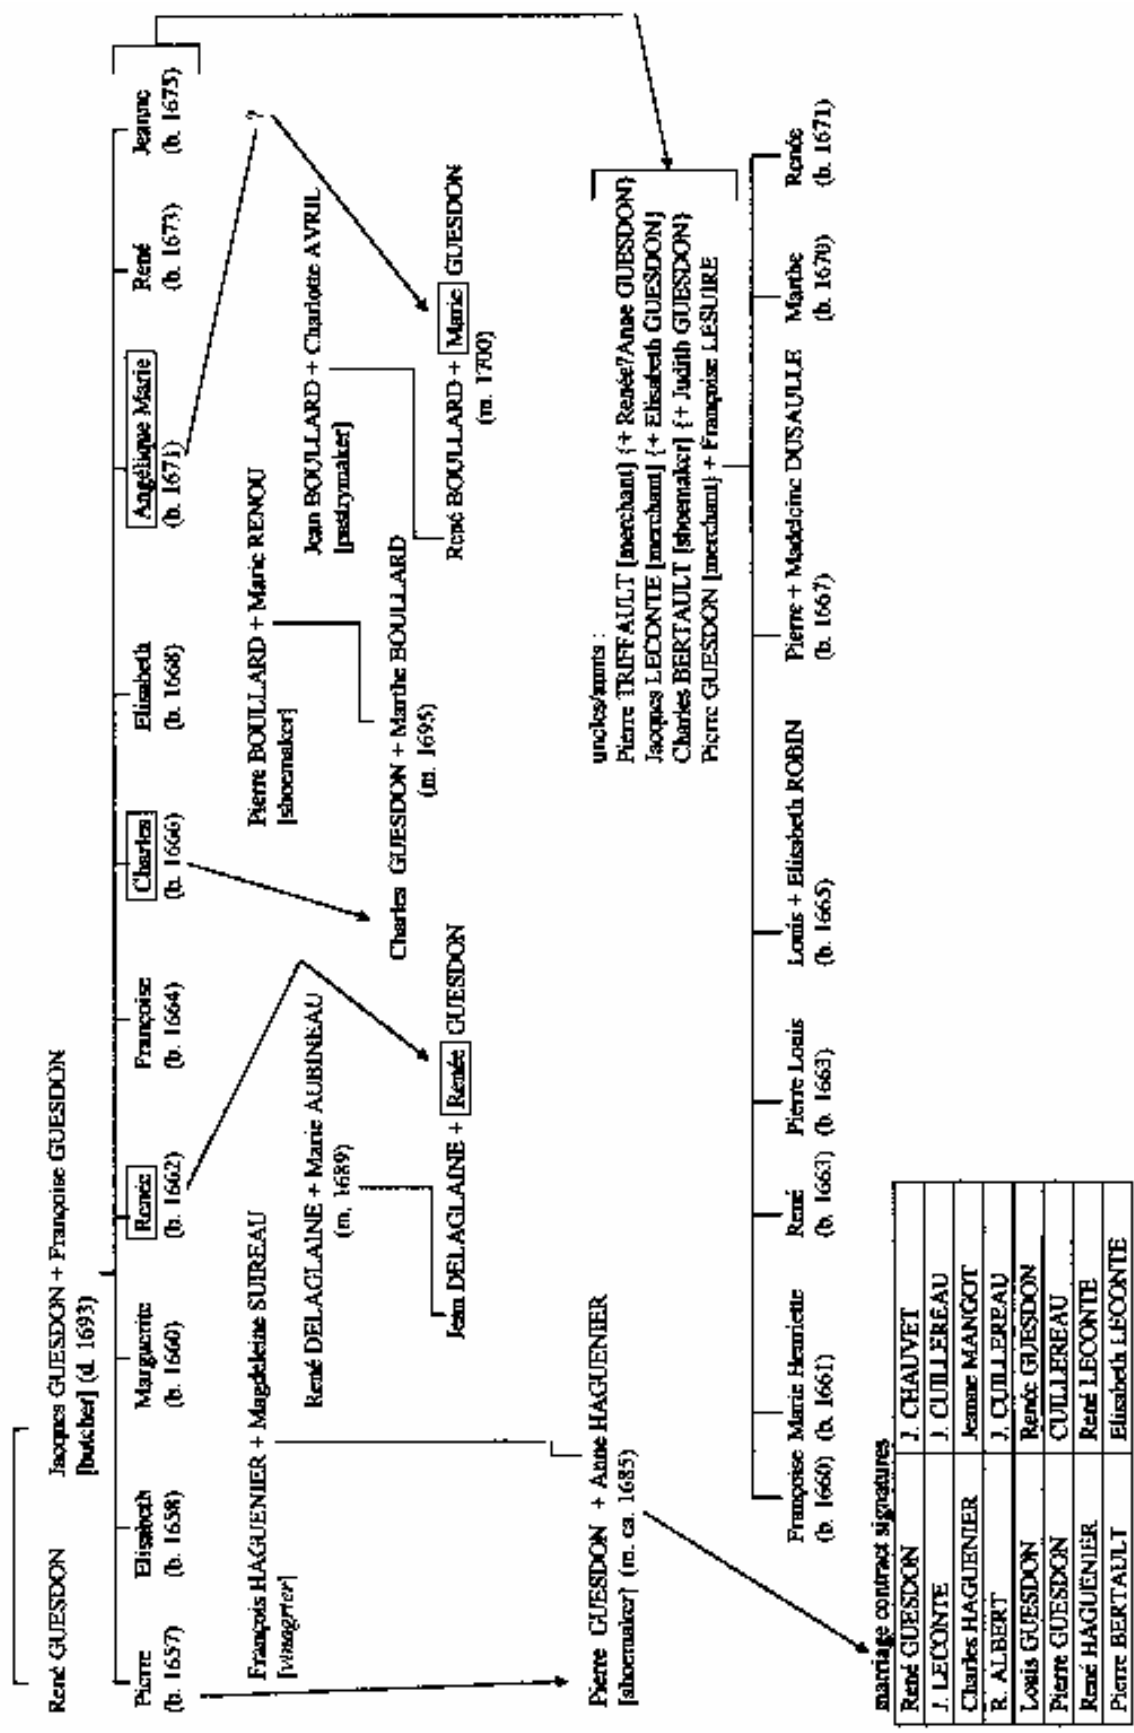 René GUESDON Jacques GUESDON + Françoise GUESDON
[butcher] (d. 1693)
Pierre Elisabeth Marguerite Renée Françoise Charles Elisabeth Angélique Marie René Jeanne
(b. 1657) (b. 1658) (b. 1660) (b. 1662) (b. 1664) (b. 1666) (b. 1668) (b. 1671) (b. 1673) (b. 1675)
François HAGUENIER + Magdeleine SUIREAU Pierre BOULLARD + Marie RENOU ?
[vinagrier] [shoemaker]
René DELAGLAINE + Marie AUBINEAU Jean BOULLARD + Charlotte AVRIL
(m. 1689) [pastrymaker]
Charles GUESDON + Marthe BOULLARD
(m. 1695)
Jean DELAGLAINE + Renée GUESDON René BOULLARD + Marie GUESDON
(m. 1700)
Pierre GUESDON + Anne HAGUENIER
[shoemaker] (m. ca. 1685)
uncles/aunts :
Pierre TRIFFAULT [merchant] {+ Renée?Anne GUESDON}
Jacques LECONTE [merchant] {+ Elisabeth GUESDON}
Charles BERTAULT [shoemaker] {+ Judith GUESDON}
Pierre GUESDON [merchant} + Françoise LESUIRE
Françoise Marie Henriette René Pierre Louis Louis + Elisabeth ROBIN Pierre + Madeleine DUSAULLE Marthe Renée
(b. 1660) (b. 1661) (b. 1663) (b. 1663) (b. 1665) (b. 1667) (b. 1670) (b. 1671)
marriage contract signatures
René GUESDON J. CHAUVET
J. LECONTE J. CUILLEREAU
Charles HAGUENIER Jeanne MANGOT
R. ALBERT J. CUILLEREAU
Louis GUESDON Renée GUESDON
Pierre GUESDON CUILLEREAU
René HAGUENIER René LECONTE
Pierre BERTAULT Elisabeth LECONTE